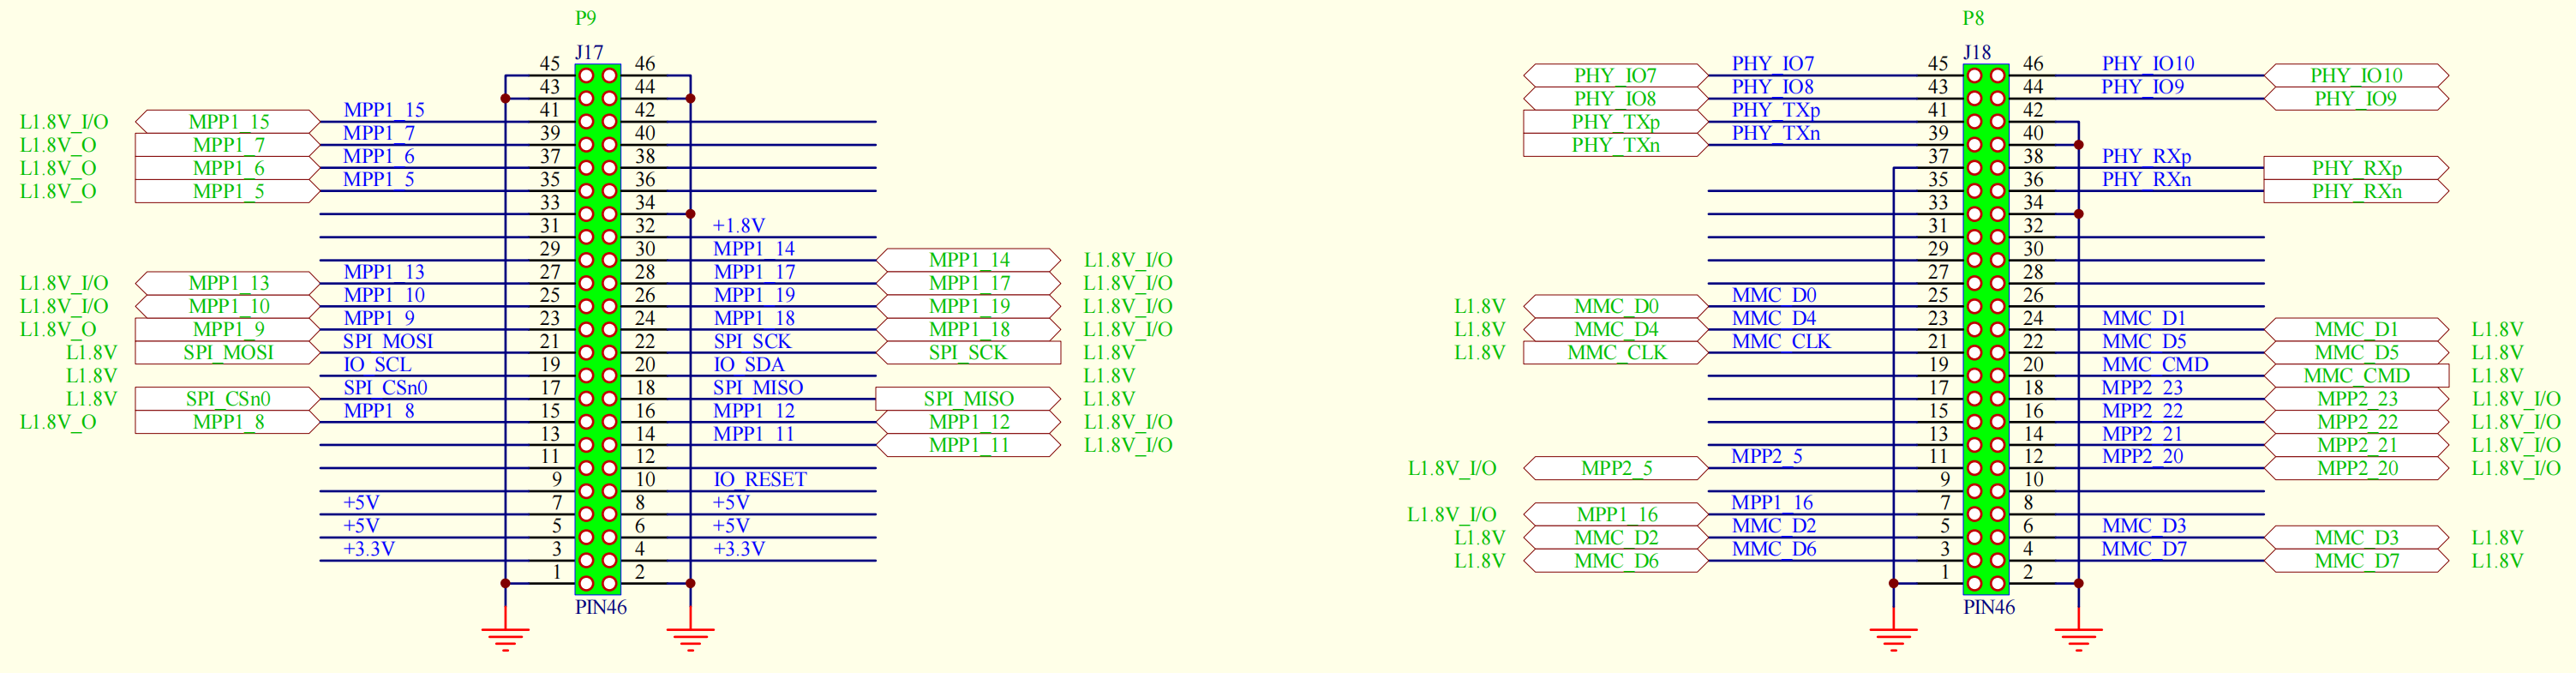 P9
J17
45 46
43 44
MPP1_15 41 42
L1.8V_I/O MPP1_15
MPP1_7 39 40
L1.8V_O MPP1_7
MPP1_6 37 38
L1.8V_O MPP1_6
MPP1_5 35 36
L1.8V_O MPP1_5
33 34
31 32 +1.8V
29 30 MPP1_14
MPP1_14 L1.8V_I/O
MPP1_13 27 28 MPP1_17
L1.8V_I/O MPP1_13 MPP1_17 L1.8V_I/O
MPP1_10 25 26 MPP1_19
L1.8V_I/O MPP1_10 MPP1_19 L1.8V_I/O
MPP1_9 23 24 MPP1_18
L1.8V_O MPP1_9 MPP1_18 L1.8V_I/O
SPI_MOSI 21 22 SPI_SCK
L1.8V SPI_MOSI SPI_SCK L1.8V
IO_SCL 19 20 IO_SDA
L1.8V L1.8V
SPI_CSn0 17 18 SPI_MISO
L1.8V SPI_CSn0 SPI_MISO L1.8V
MPP1_8 15 16 MPP1_12
L1.8V_O MPP1_8 MPP1_12 L1.8V_I/O
13 14 MPP1_11
MPP1_11 L1.8V_I/O
11 12
9 10 IO_RESET
+5V 7 8 +5V
+5V 5 6 +5V
+3.3V 3 4 +3.3V
1 2
PIN46
P8
J18
PHY_IO7 45 46 PHY_IO10
PHY_IO7 PHY_IO10
PHY_IO8 43 44 PHY_IO9
PHY_IO8 PHY_IO9
PHY_TXp 41 42
PHY_TXp
PHY_TXn 39 40
PHY_TXn
37 38 PHY_RXp
PHY_RXp
35 36 PHY_RXn
PHY_RXn
33 34
31 32
29 30
27 28
MMC_D0 25 26
L1.8V MMC_D0
MMC_D4 23 24 MMC_D1
L1.8V MMC_D4 MMC_D1 L1.8V
MMC_CLK 21 22 MMC_D5
L1.8V MMC_CLK MMC_D5 L1.8V
19 20 MMC_CMD
MMC_CMD L1.8V
17 18 MPP2_23
MPP2_23 L1.8V_I/O
15 16 MPP2_22
MPP2_22 L1.8V_I/O
13 14 MPP2_21
MPP2_21 L1.8V_I/O
MPP2_5 11 12 MPP2_20
L1.8V_I/O MPP2_5 MPP2_20 L1.8V_I/O
9 10
MPP1_16 7 8
L1.8V_I/O MPP1_16
MMC_D2 5 6 MMC_D3
L1.8V MMC_D2 MMC_D3 L1.8V
MMC_D6 3 4 MMC_D7
L1.8V MMC_D6 MMC_D7 L1.8V
1 2
PIN46